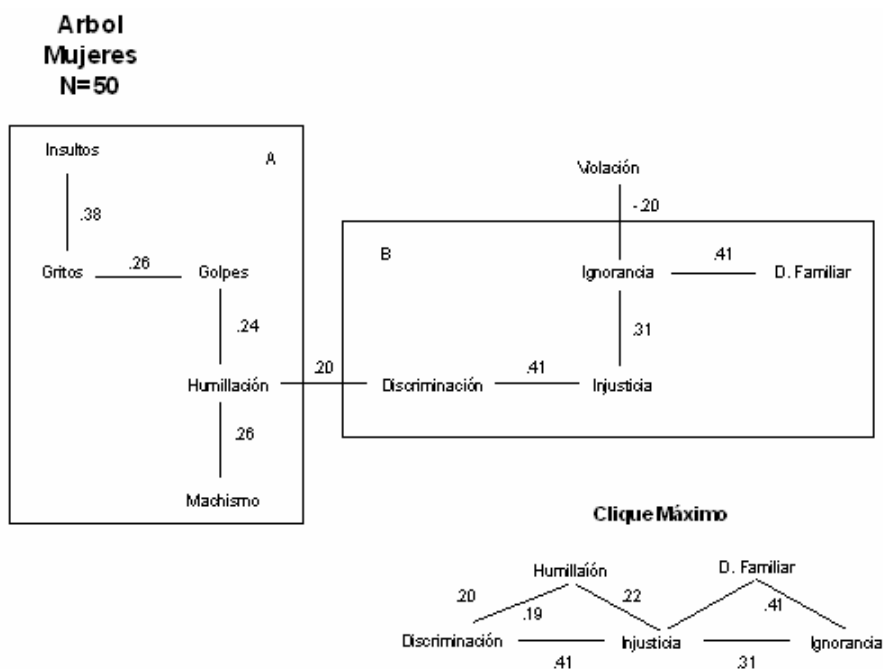 Arbol
Mujeres
N=50
Insultos
A
.38
Gritos
.26
Golpes
.24
Humillación
.26
Machismo
.20
Violación
-.20
B
Ignorancia
.41
D. Familiar
.31
Discriminación
.41
Injusticia
Clique Máximo
Humillaíón
D. Familiar
.20
.19
.22
.41
Discriminación
Injusticia
Ignorancia
.41
.31